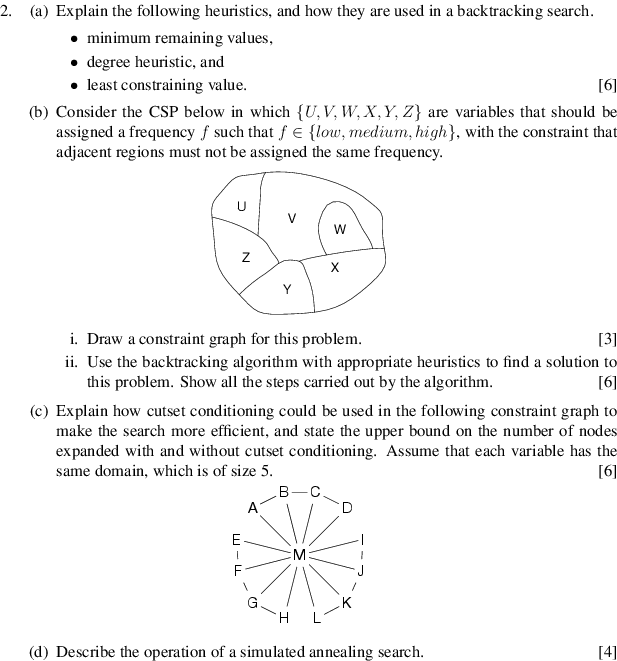 2. (a) Explain the following heuristics, and how they are used in a backtracking search.
• minimum remaining values,
• degree heuristic, and
• least constraining value. [6]
(b) Consider the CSP below in which {U, V, W, X, Y, Z} are variables that should be
assigned a frequency f such that f ∈ {low, medium, high}, with the constraint that
adjacent regions must not be assigned the same frequency.
U
V
W
Z
X
Y
i. Draw a constraint graph for this problem. [3]
ii. Use the backtracking algorithm with appropriate heuristics to find a solution to
this problem. Show all the steps carried out by the algorithm. [6]
(c) Explain how cutset conditioning could be used in the following constraint graph to
make the search more efficient, and state the upper bound on the number of nodes
expanded with and without cutset conditioning. Assume that each variable has the
same domain, which is of size 5. [6]
B C
A D
E I
M
F J
G K
H L
(d) Describe the operation of a simulated annealing search. [4]